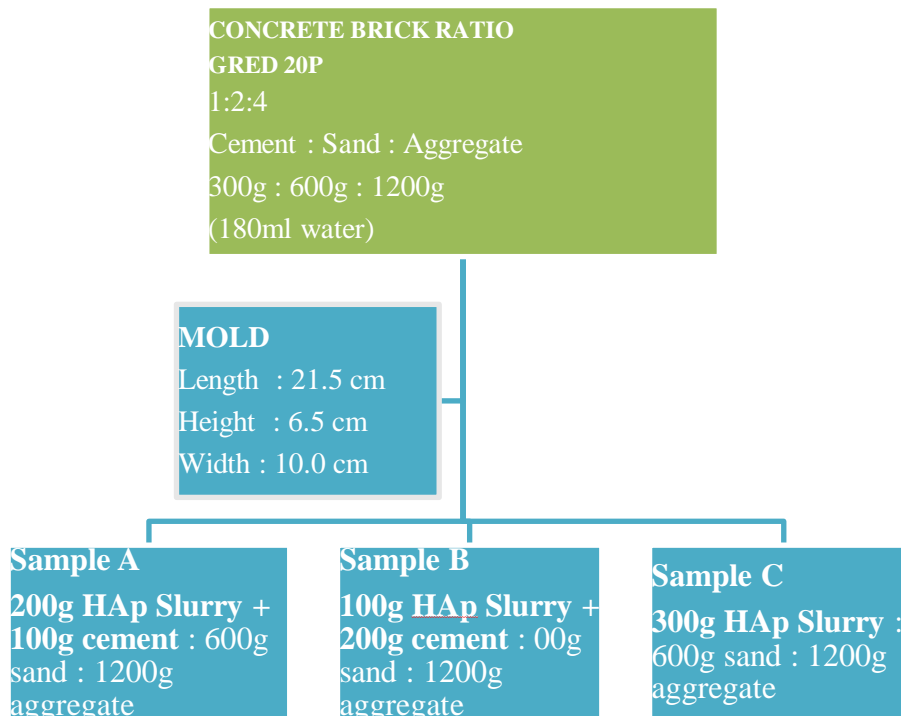 CONCRETE BRICK RATIO
GRED 20P
1:2:4
Cement : Sand : Aggregate
300g : 600g : 1200g
(180ml water)
MOLD
Length : 21.5 cm
Height : 6.5 cm
Width : 10.0 cm
Sample A
200g HAp Slurry +
100g cement : 600g
sand : 1200g
aggregate
Sample B
100g HAp Slurry +
200g cement : 00g
sand : 1200g
aggregate
Sample C
300g HAp Slurry :
600g sand : 1200g
aggregate